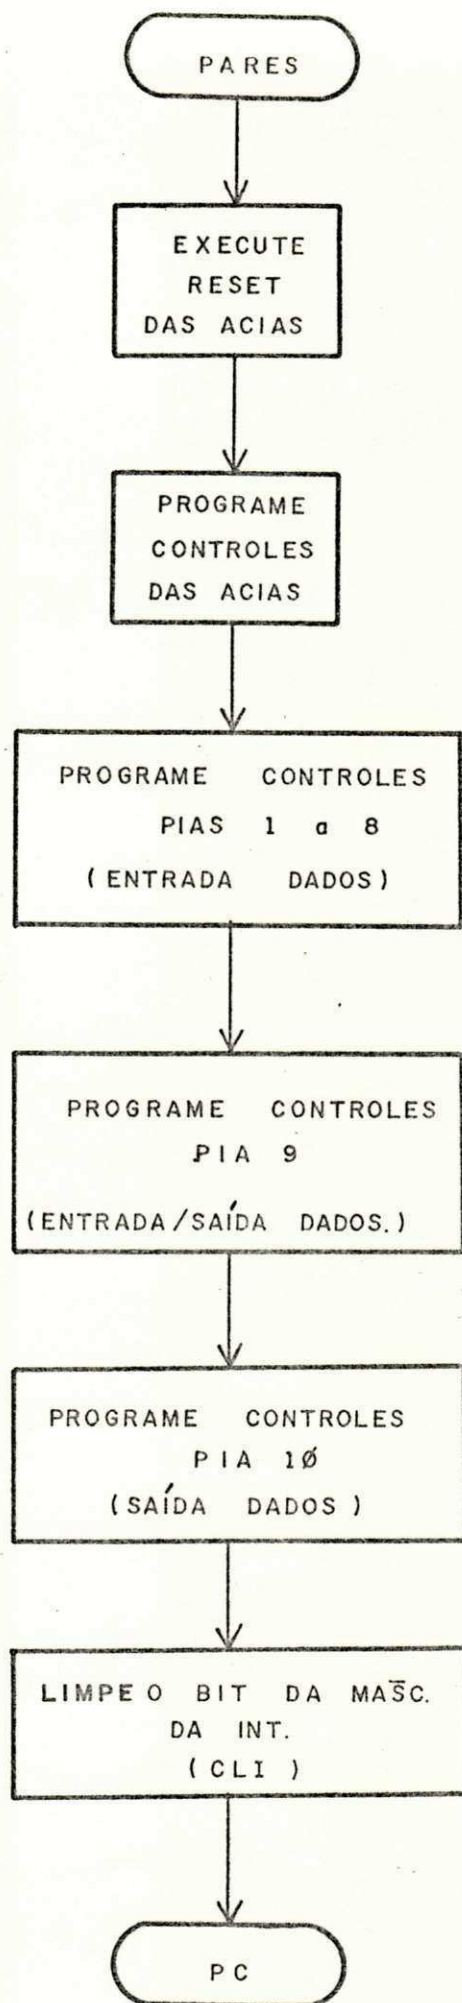 PARES
EXECUTE
RESET
DAS ACIAS
PROGRAME
CONTROLES
DAS ACIAS
PROGRAME CONTROLES
PIAS 1 a 8
(ENTRADA DADOS)
PROGRAME CONTROLES
PIA 9
(ENTRADA/SAÍDA DADOS.)
PROGRAME CONTROLES
PIA 1Ø
(SAÍDA DADOS)
LIMPE O BIT DA MASC.
DA INT.
(CLI)
PC